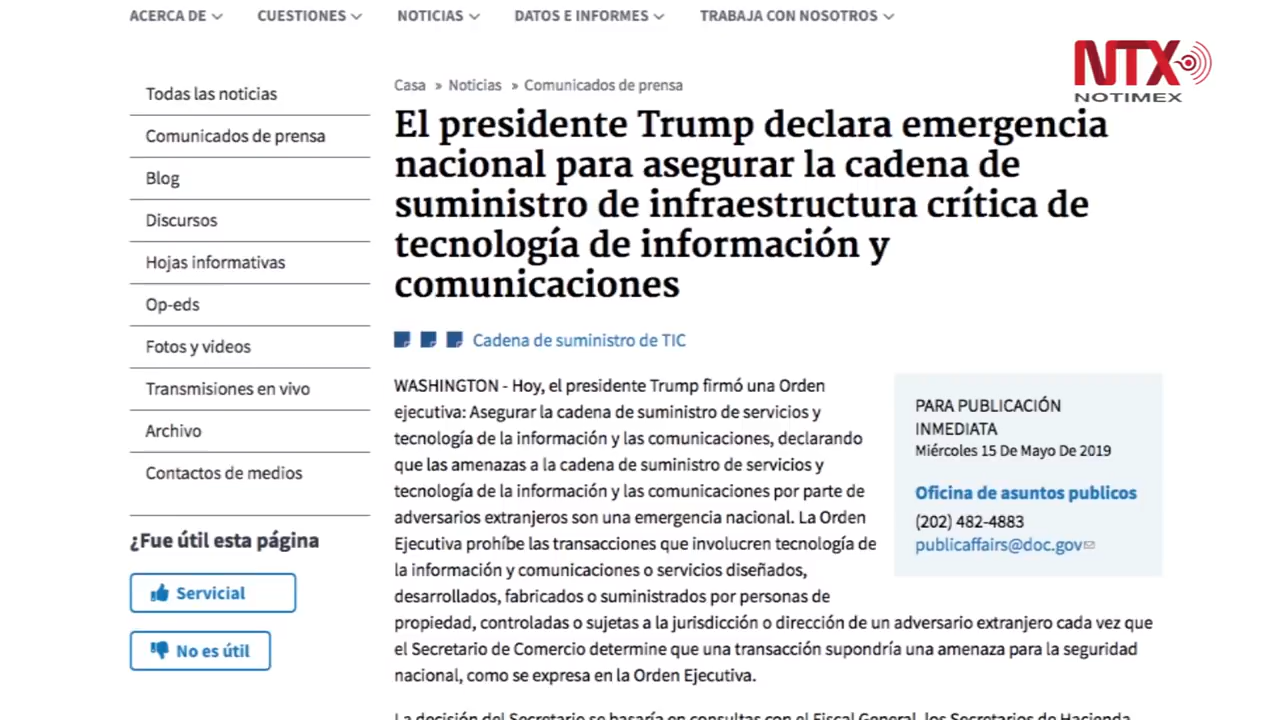 ACERCA DE
CUESTIONES
NOTICIAS
DATOS E INFORMES
TRABAJA CON NOSOTROS
NTX
NOTIMEX
Todas las noticias
Comunicados de prensa
Blog
Discursos
Hojas informativas
Op-eds
Fotos y videos
Transmisiones en vivo
Archivo
Contactos de medios
¿Fue útil esta página
Servicial
No es útil
Casa » Noticias » Comunicados de prensa
El presidente Trump declara emergencia
nacional para asegurar la cadena de
suministro de infraestructura crítica de
tecnología de información y
comunicaciones
Cadena de suministro de TIC
WASHINGTON - Hoy, el presidente Trump firmó una Orden
ejecutiva: Asegurar la cadena de suministro de servicios y
tecnología de la información y las comunicaciones, declarando
que las amenazas a la cadena de suministro de servicios y
tecnología de la información y las comunicaciones por parte de
adversarios extranjeros son una emergencia nacional. La Orden
Ejecutiva prohíbe las transacciones que involucren tecnología de
la información y comunicaciones o servicios diseñados,
desarrollados, fabricados o suministrados por personas de
propiedad, controladas o sujetas a la jurisdicción o dirección de un adversario extranjero cada vez que
el Secretario de Comercio determine que una transacción supondría una amenaza para la seguridad
nacional, como se expresa en la Orden Ejecutiva.
La decisión del Secretario se basaría en consultas con el Fiscal General, los Secretarios de Hacienda,
PARA PUBLICACIÓN
INMEDIATA
Miércoles 15 De Mayo De 2019
Oficina de asuntos publicos
(202) 482-4883
publicaffairs@doc.gov